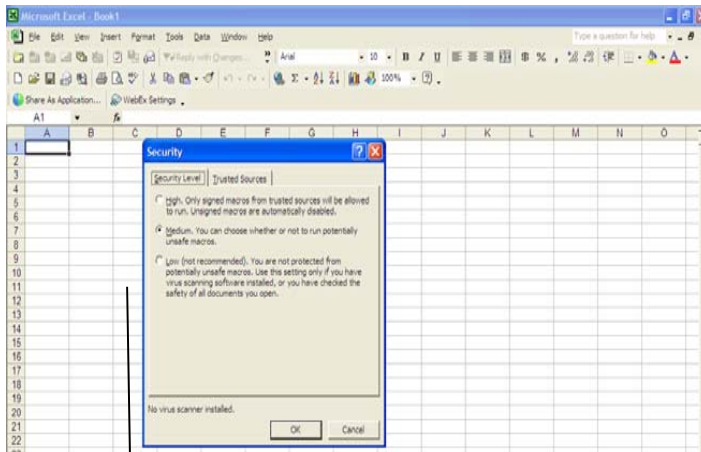 Microsoft Excel - Book1
File Edit View Insert Format Tools Data Window Help
Type a question for help
Reply with Changes... Arial 10 B I U $ % ,
100%
Share As Application... WebEx Settings
A1 fx
A B C D E F G H I J K L M N O
1
2
3
4
5
6
7
8
9
10
11
12
13
14
15
16
17
18
19
20
21
22
Security
Security Level Trusted Sources
High. Only signed macros from trusted sources will be allowed
to run. Unsigned macros are automatically disabled.
Medium. You can choose whether or not to run potentially
unsafe macros.
Low (not recommended). You are not protected from
potentially unsafe macros. Use this setting only if you have
virus scanning software installed, or you have checked the
safety of all documents you open.
No virus scanner installed.
OK Cancel